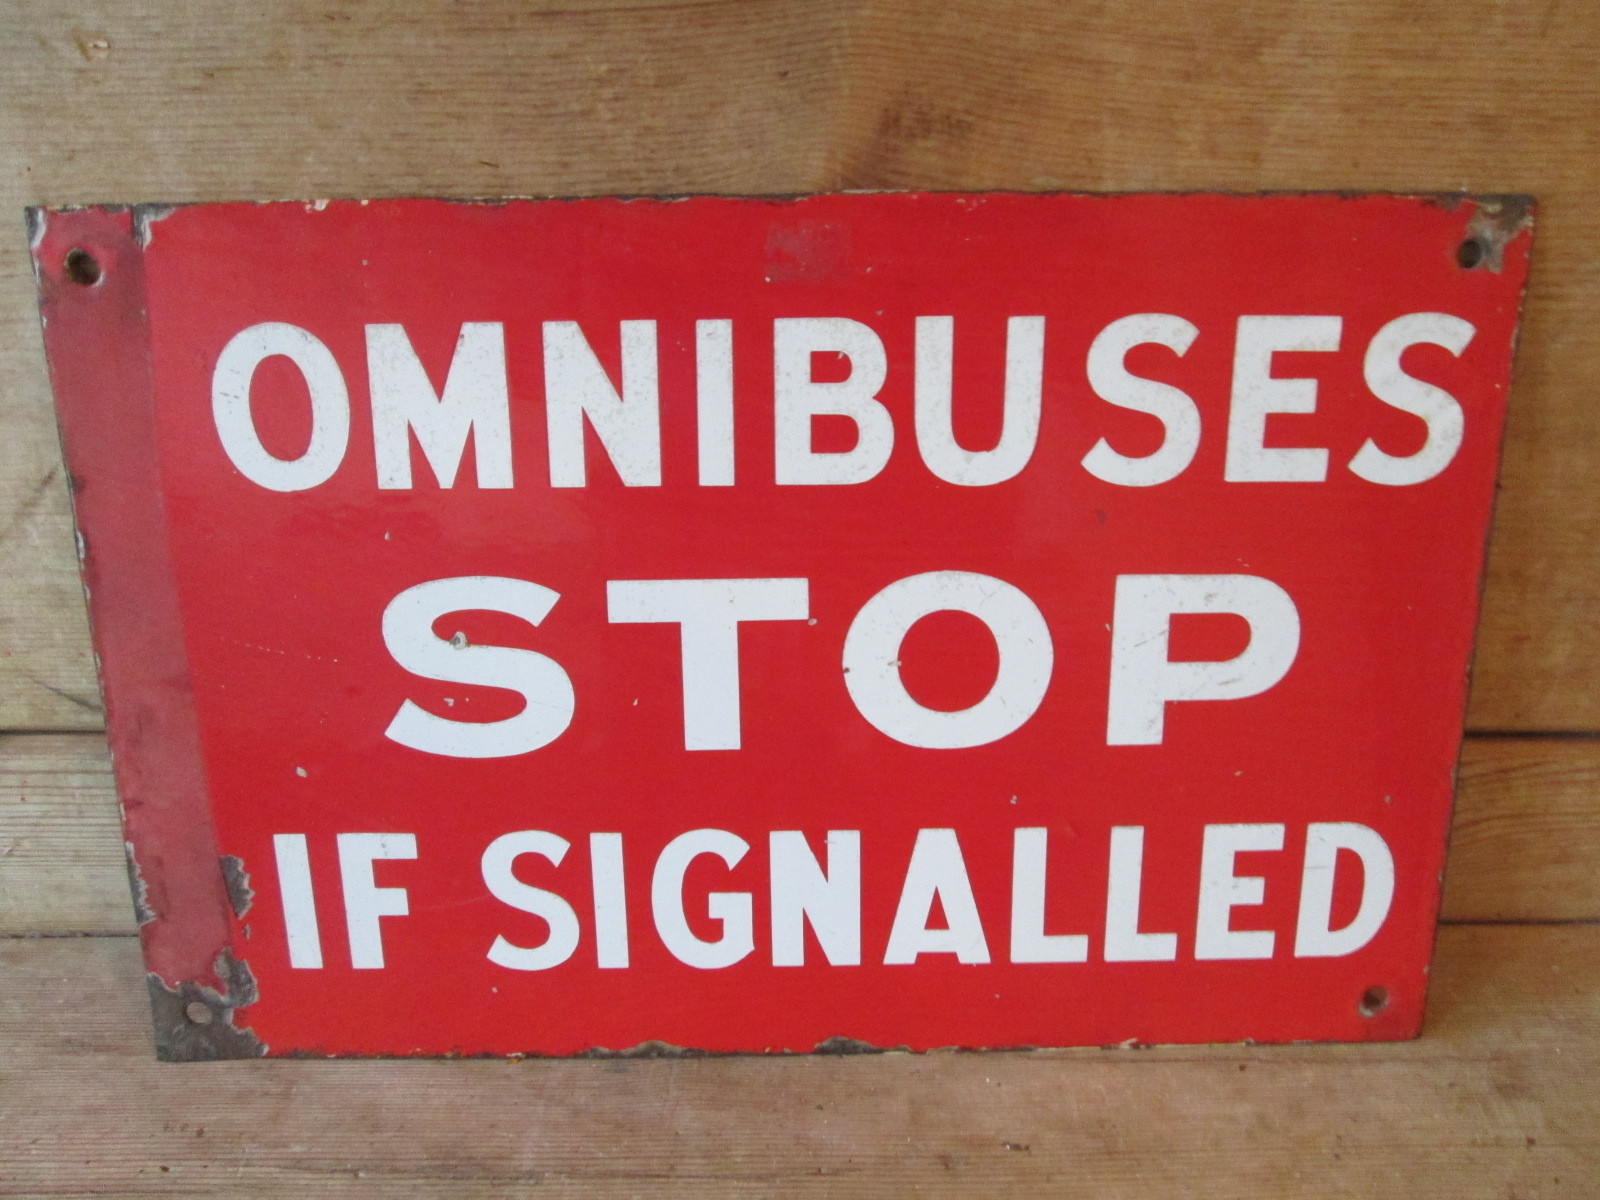 OMNIBUSES
STOP
IF SIGNALLED